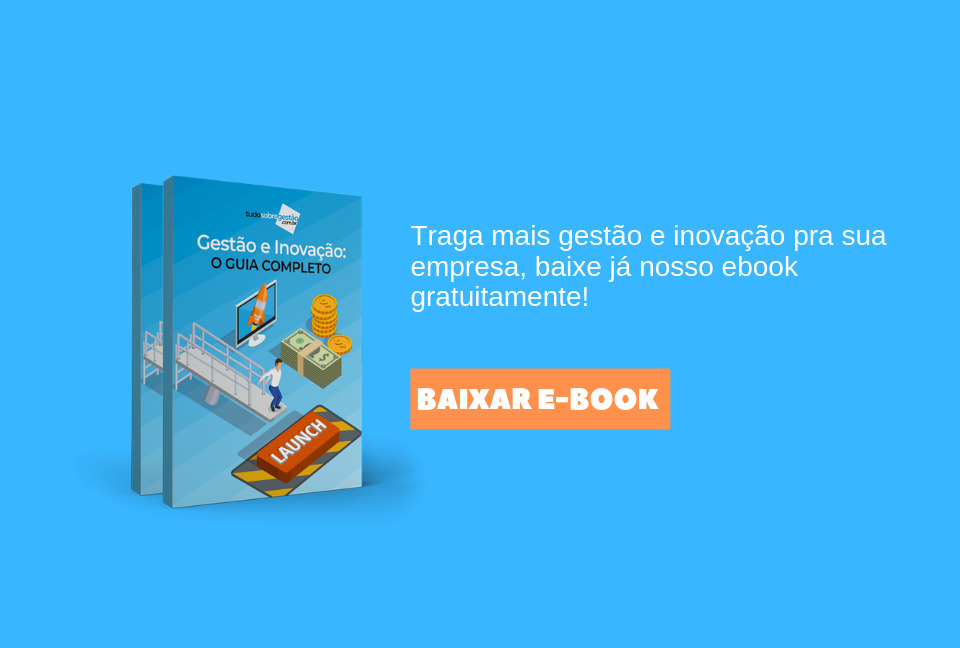 tudosobregestão
.com.br
Gestão e Inovação:
O GUIA COMPLETO
LAUNCH
Traga mais gestão e inovação pra sua
empresa, baixe já nosso ebook
gratuitamente!
BAIXAR E-BOOK